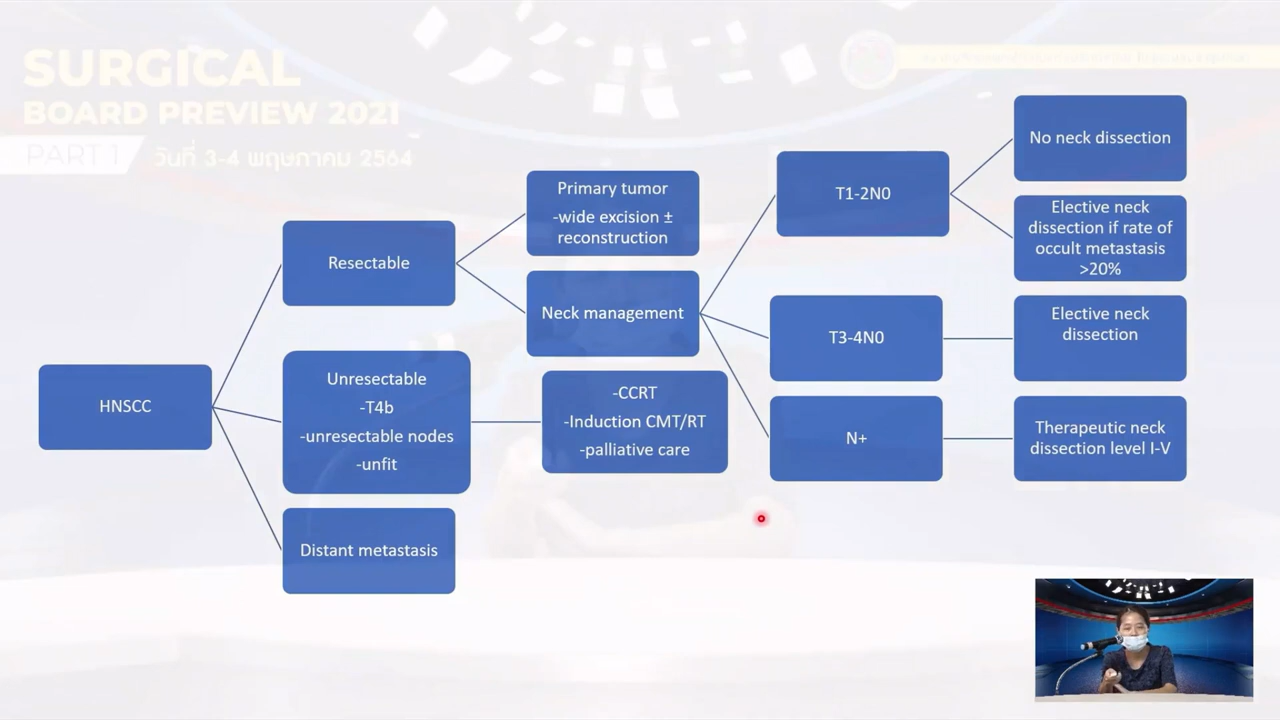 SURGICAL
BOARD PREVIEW 2021
PART 1
วันที่ 3-4 พฤษภาคม 2564
HNSCC
Resectable
Unresectable
-T4b
-unresectable nodes
-unfit
Distant metastasis
Primary tumor
-wide excision ±
reconstruction
Neck management
-CCRT
-Induction CMT/RT
-palliative care
T1-2N0
T3-4N0
N+
No neck dissection
Elective neck
dissection if rate of
occult metastasis
>20%
Elective neck
dissection
Therapeutic neck
dissection level I-V